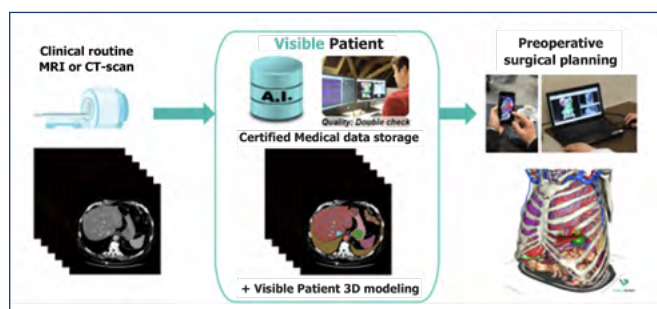 Clinical routine
MRI or CT-scan
Visible Patient
A.I.
Quality: Double check
Certified Medical data storage
+ Visible Patient 3D modeling
Preoperative
surgical planning